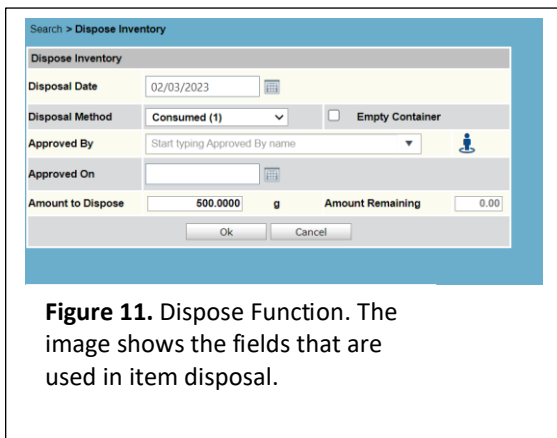 Search > Dispose Inventory
Dispose Inventory
Disposal Date 02/03/2023
Disposal Method Consumed (1) Empty Container
Approved By Start typing Approved By name
Approved On
Amount to Dispose 500.0000 g Amount Remaining 0.00
Ok Cancel
Figure 11. Dispose Function. The
image shows the fields that are
used in item disposal.